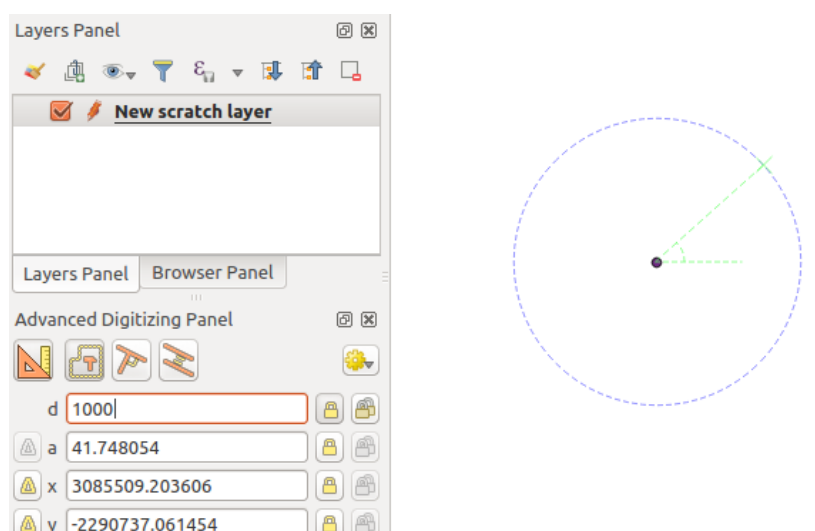 Layers Panel
New scratch layer
Layers Panel Browser Panel
Advanced Digitizing Panel
d 1000
a 41.748054
x 3085509.203606
y -2290737.061454